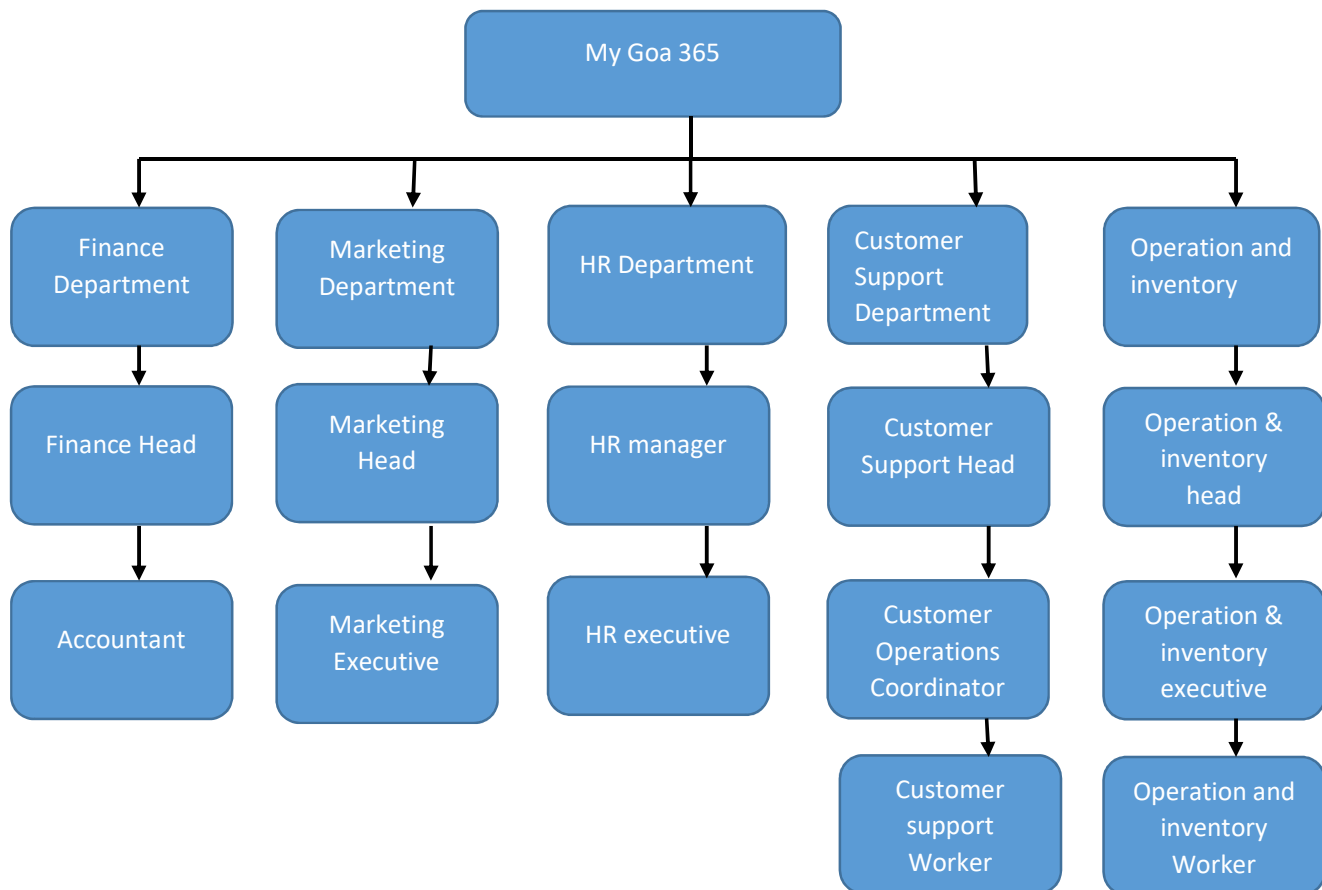 My Goa 365
Finance
Department
Marketing
Department
HR Department
Customer
Support
Department
Operation and
inventory
Finance Head
Marketing
Head
HR manager
Customer
Support Head
Operation &
inventory
head
Accountant
Marketing
Executive
HR executive
Customer
Operations
Coordinator
Operation &
inventory
executive
Customer
support
Worker
Operation and
inventory
Worker